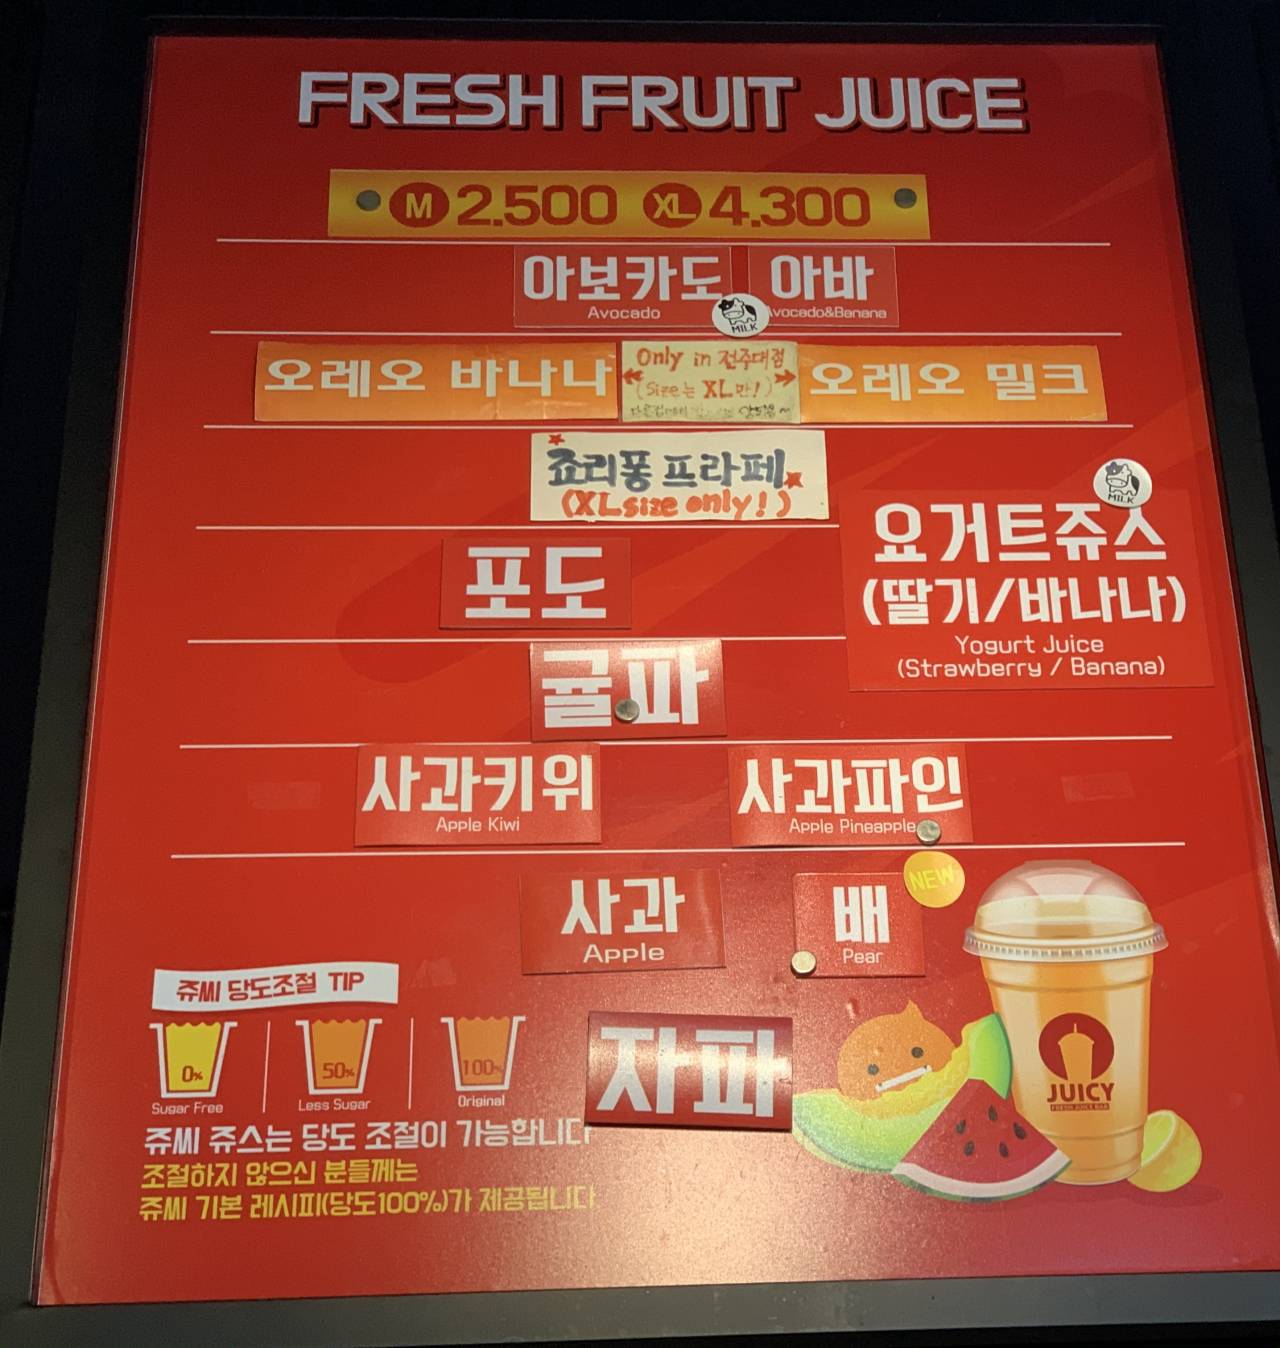 FRESH FRUIT JUICE
M 2.500 XL 4.300
아보카도 아바
Avocado vocado&Banana
MILK
오레오 바나나
Only in 전주대점
(Size는 XL만!)
오레오 밀크
쵸리퐁 프라페
(XL size only!)
MILK
요거트쥬스
(딸기/바나나)
Yogurt Juice
(Strawberry / Banana)
포도
귤파
사과키위 사과파인
Apple Kiwi Apple Pineapple
NEW
사과 배
Apple Pear
쥬씨 당도조절 TIP
0% 50% 100%
Sugar Free Less Sugar Original
자피
쥬씨 쥬스는 당도 조절이 가능합니다
조절하지 않으신 분들께는
쥬씨 기본 레시피(당도100%)가 제공됩니다
JUICY
FRESH JUICE BAR